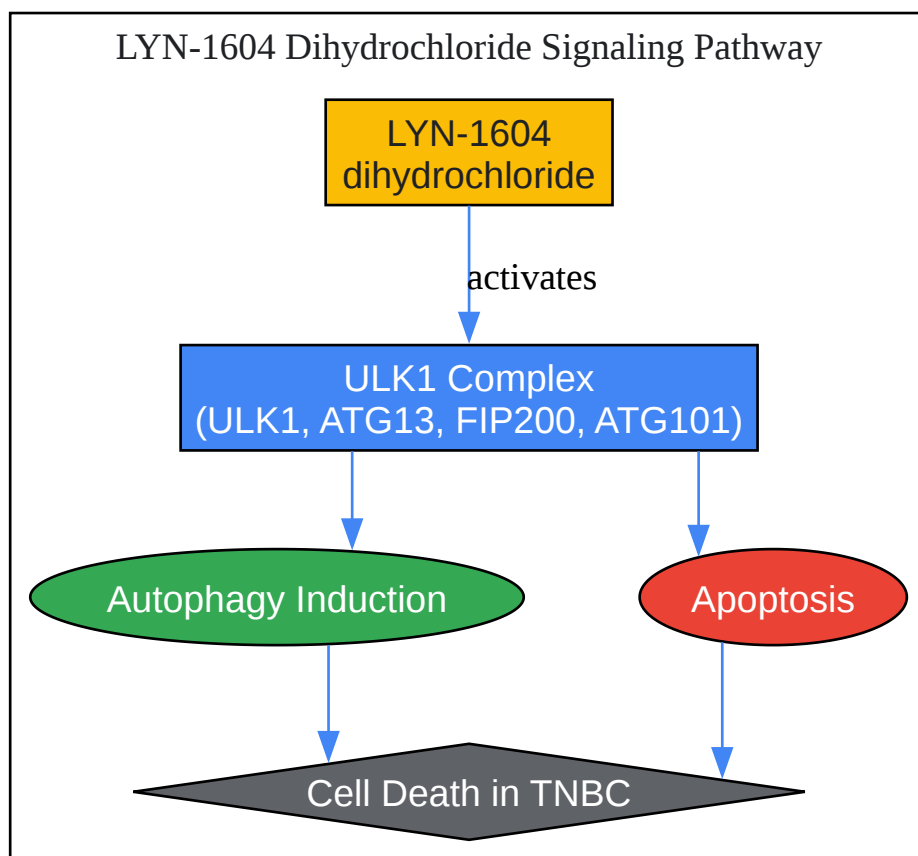 LYN-1604 Dihydrochloride Signaling Pathway
LYN-1604
dihydrochloride
activates
ULK1 Complex
(ULK1, ATG13, FIP200, ATG101)
Autophagy Induction
Apoptosis
Cell Death in TNBC